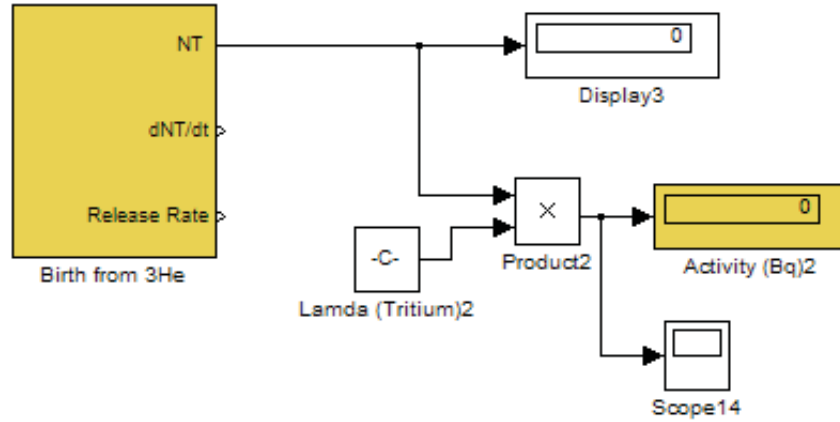 NT
0
Display3
dNT/dt
Release Rate
Birth from 3He
-C-
Lamda (Tritium)2
×
Product2
0
Activity (Bq)2
Scope14